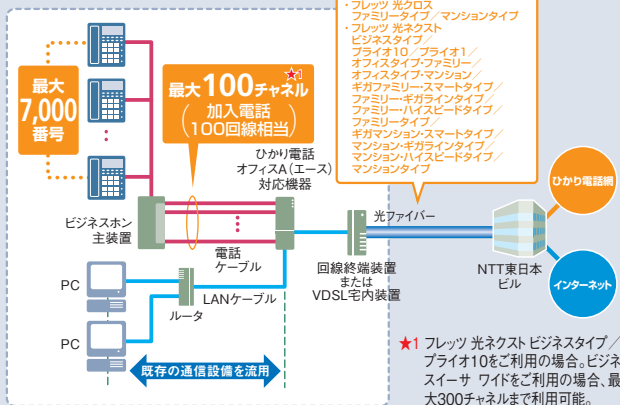 ・フレッツ 光クロス
ファミリータイプ／マンションタイプ
・フレッツ 光ネクスト
ビジネスタイプ／
プライオ10／プライオ1／
オフィスタイプ・ファミリー／
オフィスタイプ・マンション／
ギガファミリー・スマートタイプ／
ファミリー・ギガラインタイプ／
ファミリー・ハイスピードタイプ／
ファミリータイプ／
ギガマンション・スマートタイプ／
マンション・ギガラインタイプ／
マンション・ハイスピードタイプ／
マンションタイプ
最大
7,000
番号
★1
最大100チャネル
加入電話
100回線相当
ひかり電話
オフィスA（エース）
対応機器
ビジネスホン
主装置
電話
ケーブル
光ファイバー
回線終端装置
または
VDSL宅内装置
NTT東日本
ビル
ひかり電話網
インターネット
PC
LANケーブル
ルータ
PC
既存の通信設備を流用
★1 フレッツ 光ネクスト ビジネスタイプ／
プライオ10をご利用の場合。ビジネ
スイーサ ワイドをご利用の場合、最
大300チャネルまで利用可能。